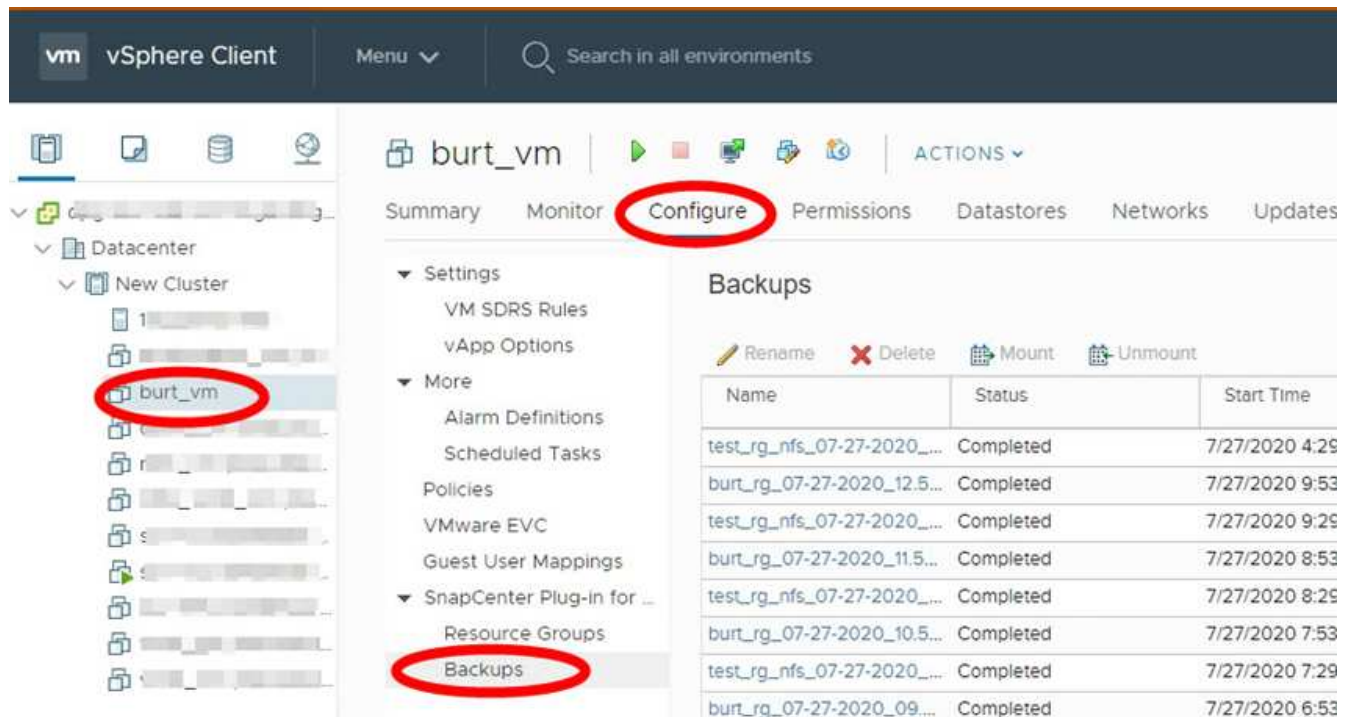 vm vSphere Client Menu Search in all environments
burt_vm ACTIONS
Summary Monitor Configure Permissions Datastores Networks Updates
Datacenter
New Cluster
burt_vm
Settings
VM SDRS Rules
vApp Options
More
Alarm Definitions
Scheduled Tasks
Policies
VMware EVC
Guest User Mappings
SnapCenter Plug-in for ...
Resource Groups
Backups
Backups
Rename Delete Mount Unmount
Name Status Start Time
test_rg_nfs_07-27-2020_... Completed 7/27/2020 4:29
burt_rg_07-27-2020_12.5... Completed 7/27/2020 9:53
test_rg_nfs_07-27-2020_... Completed 7/27/2020 9:29
burt_rg_07-27-2020_11.5... Completed 7/27/2020 8:53
test_rg_nfs_07-27-2020_... Completed 7/27/2020 8:29
burt_rg_07-27-2020_10.5... Completed 7/27/2020 7:53
test_rg_nfs_07-27-2020_... Completed 7/27/2020 7:29
burt_rg_07-27-2020_09.... Completed 7/27/2020 6:53